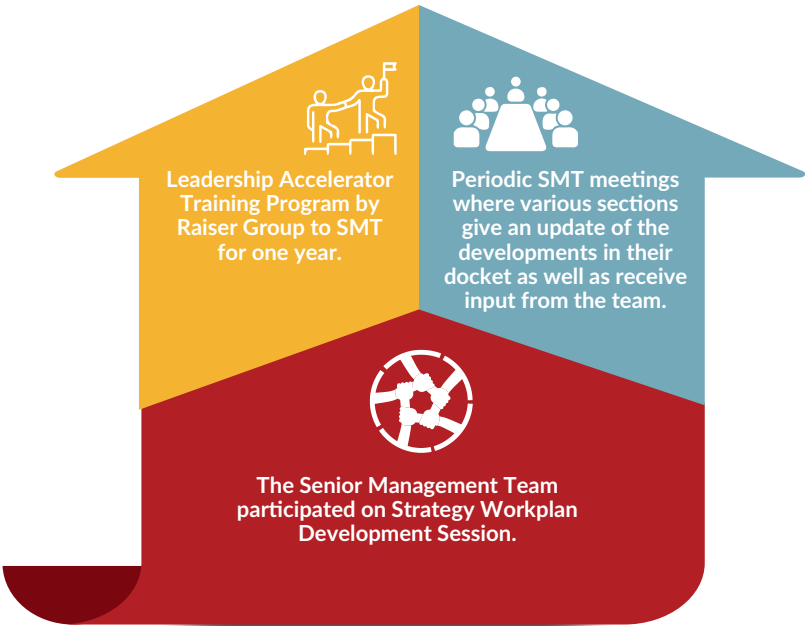 Leadership Accelerator
Training Program by
Raiser Group to SMT
for one year.
Periodic SMT meetings
where various sections
give an update of the
developments in their
docket as well as receive
input from the team.
The Senior Management Team
participated on Strategy Workplan
Development Session.